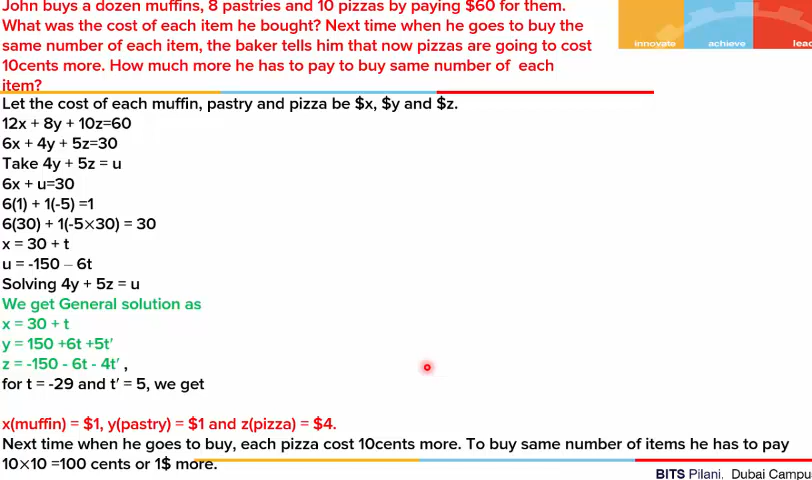 John buys a dozen muffins, 8 pastries and 10 pizzas by paying $60 for them.
What was the cost of each item he bought? Next time when he goes to buy the
same number of each item, the baker tells him that now pizzas are going to cost
10cents more. How much more he has to pay to buy same number of each
item?
innovate achieve lead
Let the cost of each muffin, pastry and pizza be $x, $y and $z.
12x + 8y + 10z=60
6x + 4y + 5z=30
Take 4y + 5z = u
6x + u=30
6(1) + 1(-5) =1
6(30) + 1(-5×30) = 30
x = 30 + t
u = -150 – 6t
Solving 4y + 5z = u
We get General solution as
x = 30 + t
y = 150 +6t +5t′
z = -150 - 6t - 4t′ ,
for t = -29 and t′ = 5, we get
x(muffin) = $1, y(pastry) = $1 and z(pizza) = $4.
Next time when he goes to buy, each pizza cost 10cents more. To buy same number of items he has to pay
10×10 =100 cents or 1$ more.
BITS Pilani, Dubai Campu